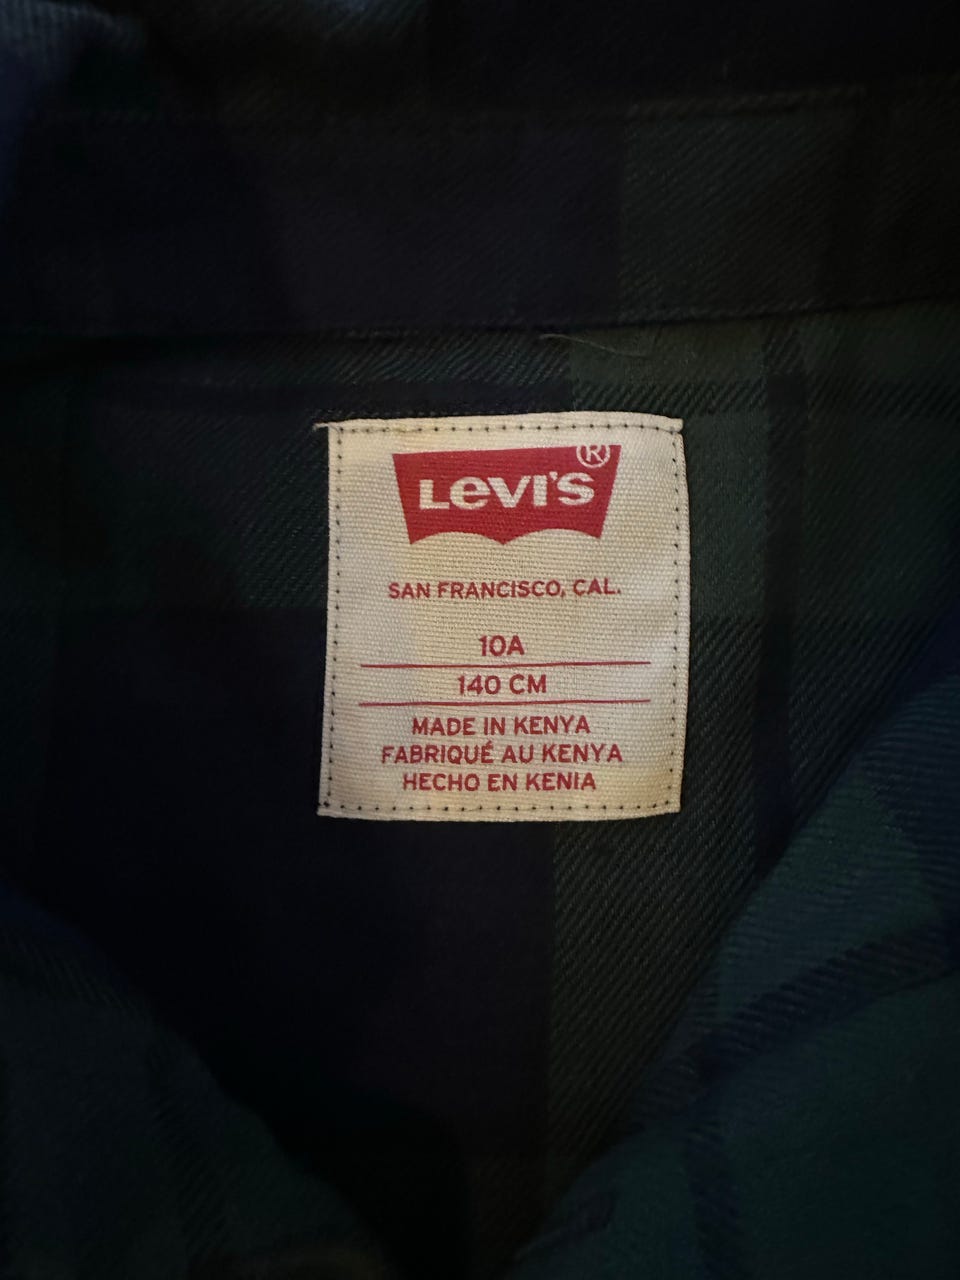 LEVI'S®
SAN FRANCISCO, CAL.
10A
140 CM
MADE IN KENYA
FABRIQUÉ AU KENYA
HECHO EN KENIA